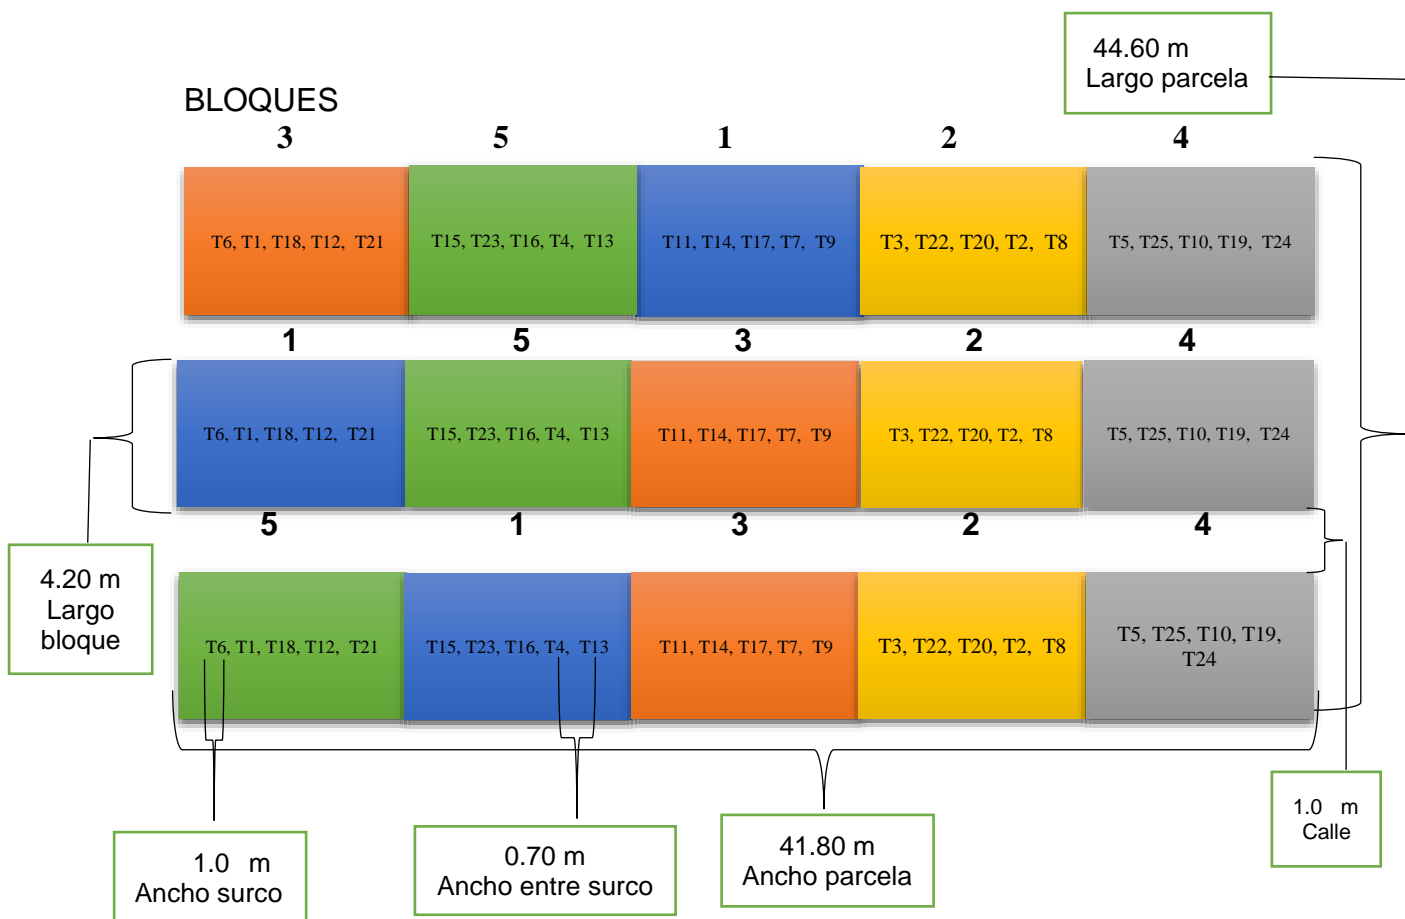 44.60 m
Largo parcela
BLOQUES
3 5 1 2 4
T6, T1, T18, T12, T21
T15, T23, T16, T4, T13
T11, T14, T17, T7, T9
T3, T22, T20, T2, T8
T5, T25, T10, T19, T24
1 5 3 2 4
T6, T1, T18, T12, T21
T15, T23, T16, T4, T13
T11, T14, T17, T7, T9
T3, T22, T20, T2, T8
T5, T25, T10, T19, T24
5 1 3 2 4
4.20 m
Largo
bloque
T6, T1, T18, T12, T21
T15, T23, T16, T4, T13
T11, T14, T17, T7, T9
T3, T22, T20, T2, T8
T5, T25, T10, T19,
T24
1.0 m
Ancho surco
0.70 m
Ancho entre surco
41.80 m
Ancho parcela
1.0 m
Calle